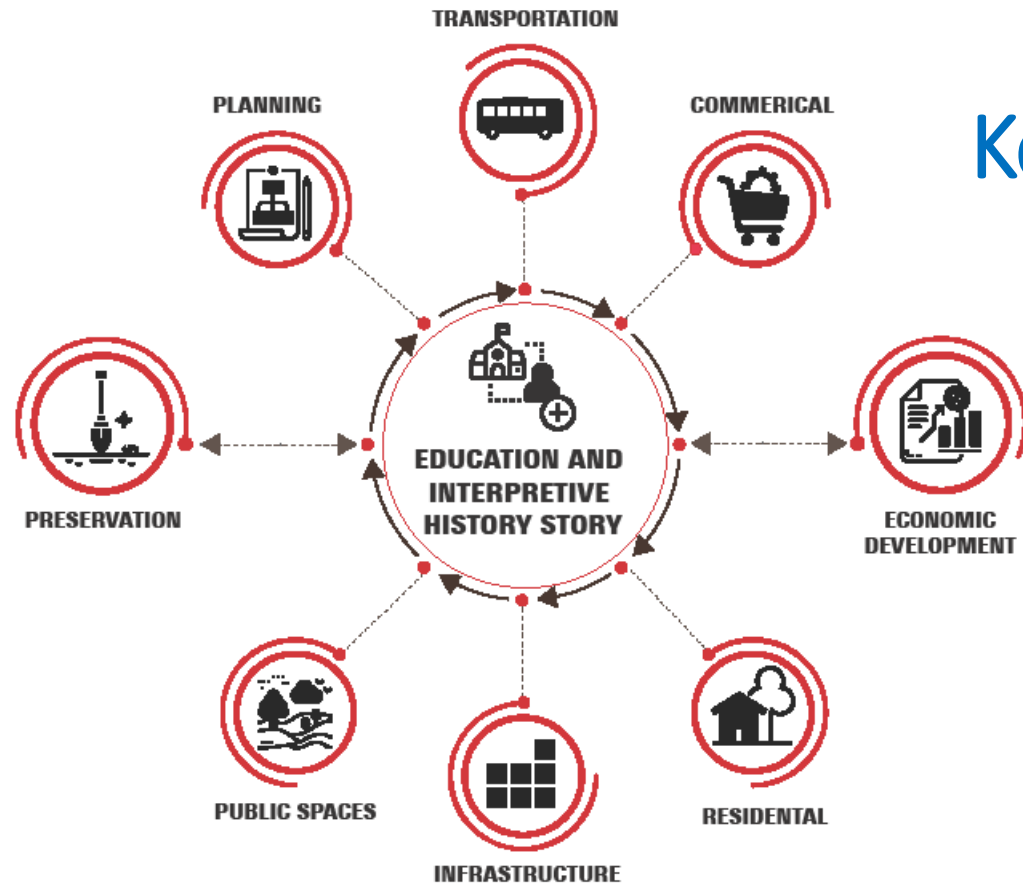 TRANSPORTATION
PLANNING
COMMERICAL
EDUCATION AND
INTERPRETIVE
HISTORY STORY
PRESERVATION
ECONOMIC
DEVELOPMENT
PUBLIC SPACES
RESIDENTAL
INFRASTRUCTURE